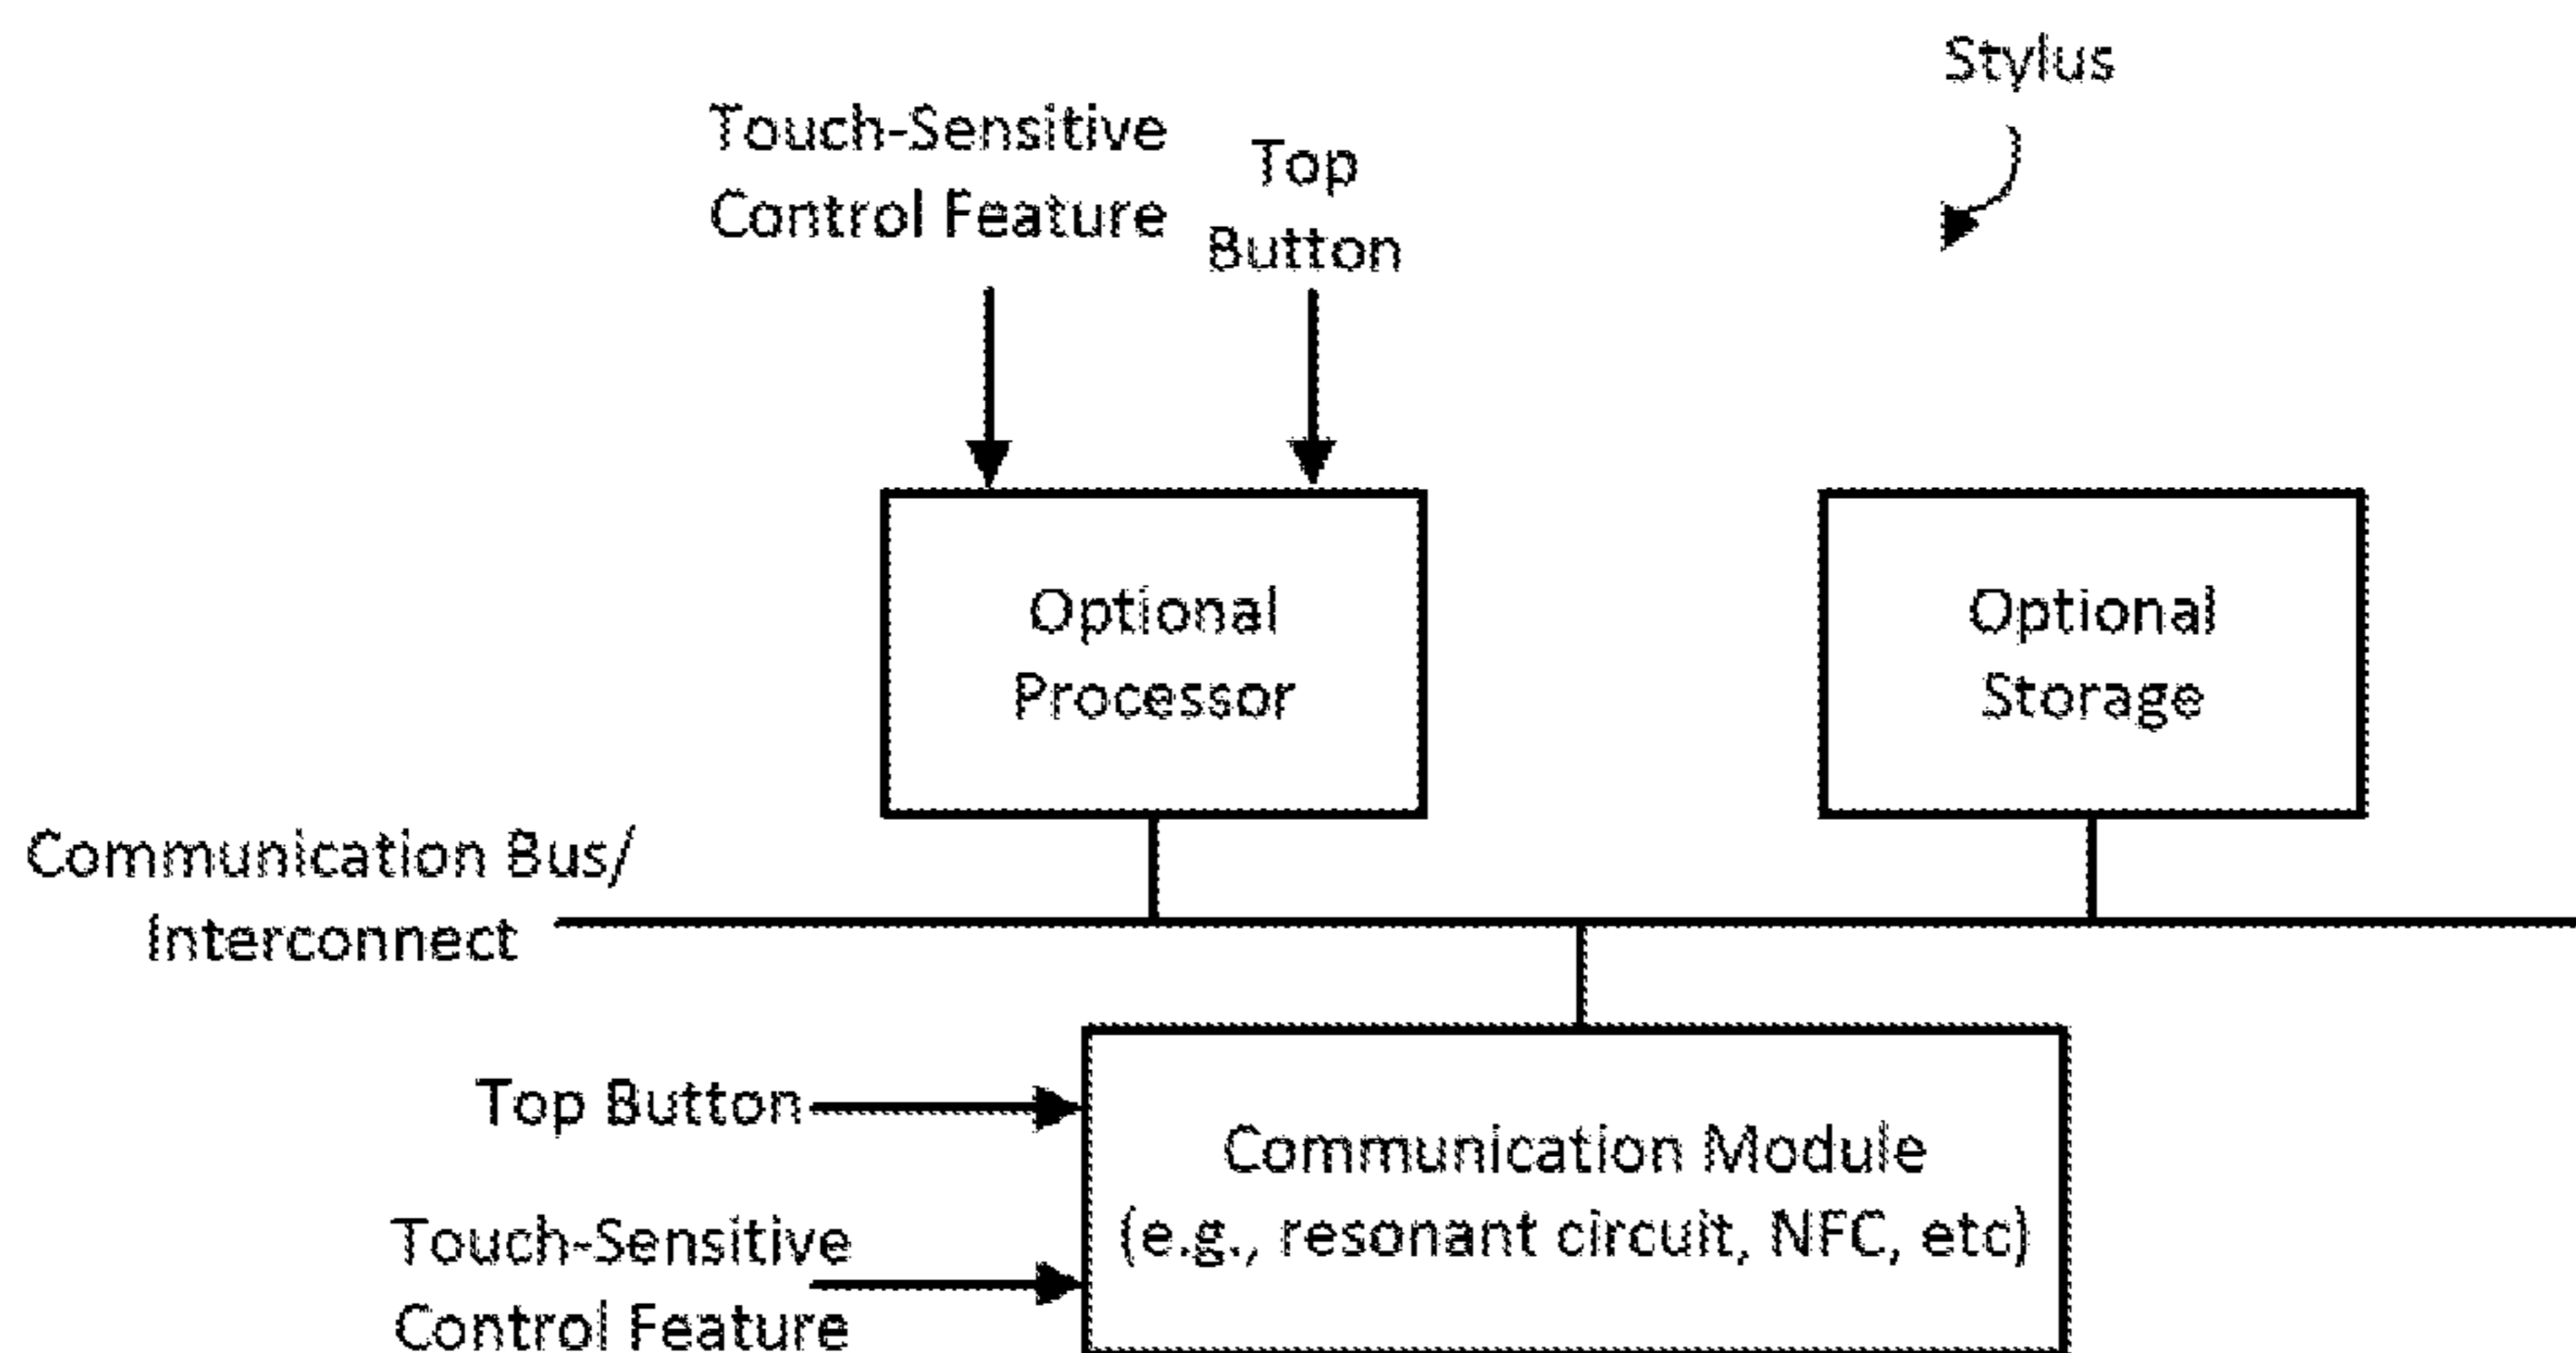 Stylus
Touch-Sensitive
Control Feature
Top
Button
Optional
Processor
Optional
Storage
Communication Bus/
Interconnect
Top Button
Touch-Sensitive
Control Feature
Communication Module
(e.g., resonant circuit, NFC, etc)